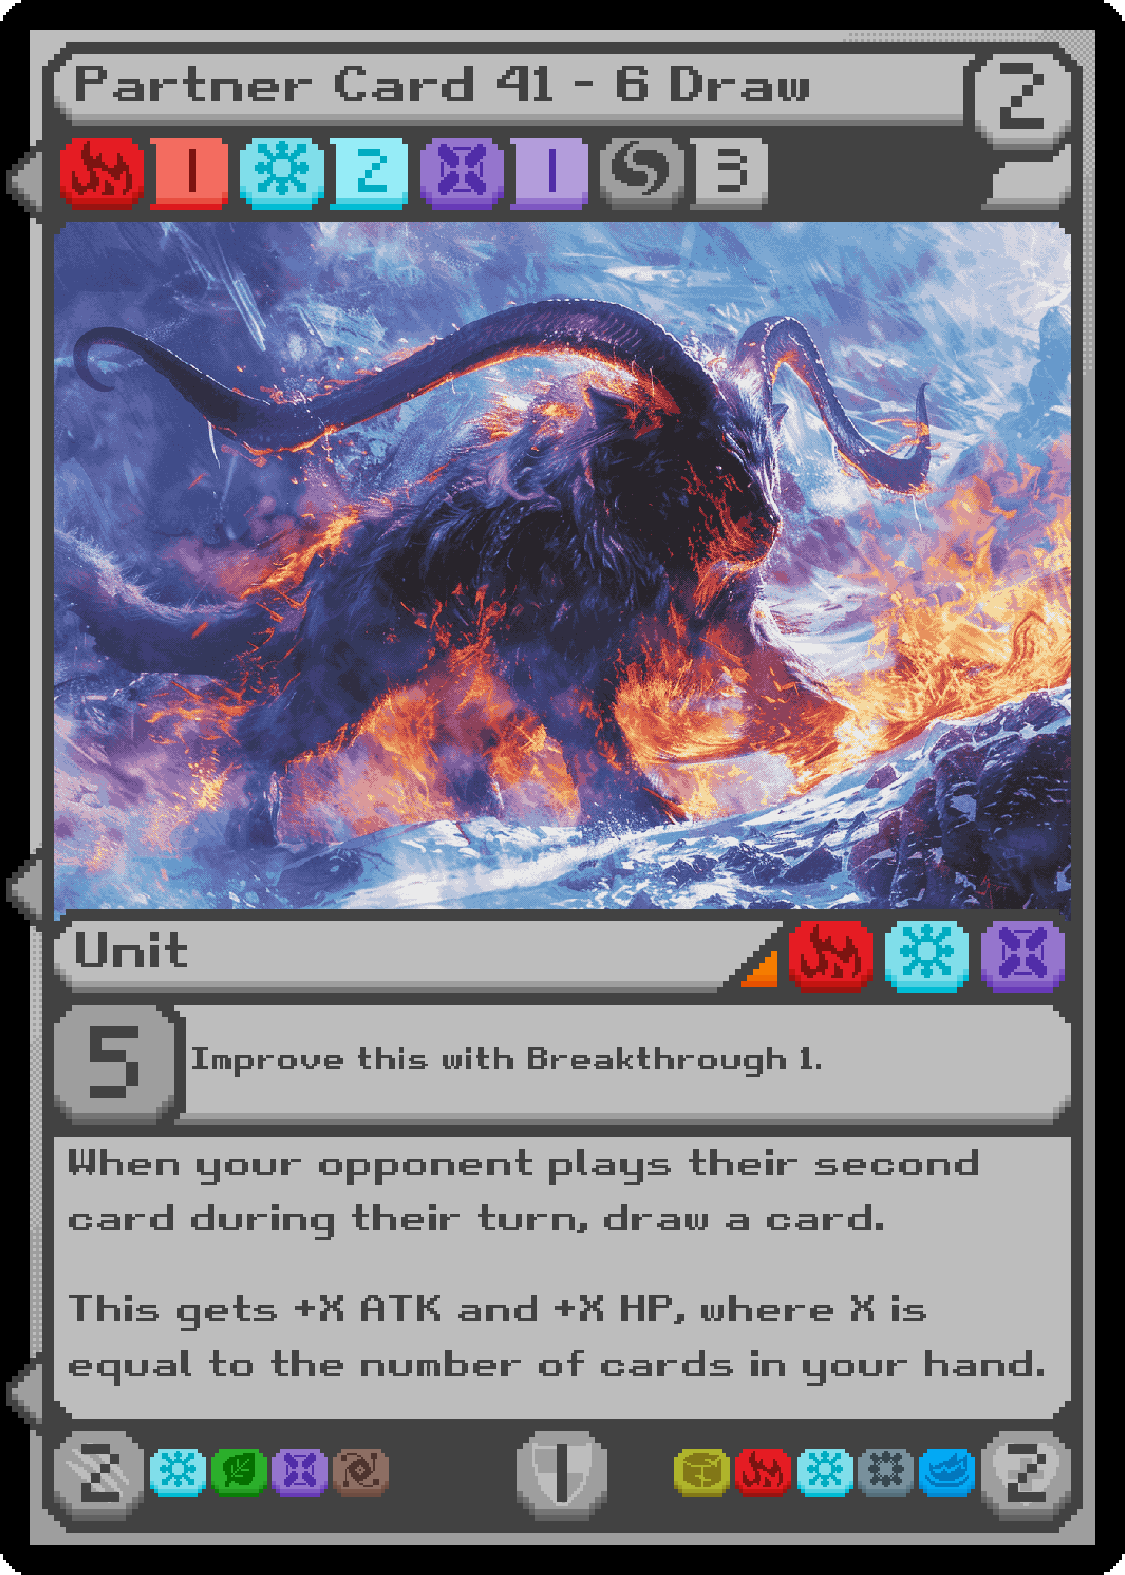 Partner Card 41 - 6 Draw 2
1 2 1 3
Unit
5 Improve this with Breakthrough 1.
When your opponent plays their second
card during their turn, draw a card.
This gets +X ATK and +X HP, where X is
equal to the number of cards in your hand.
2 1 2